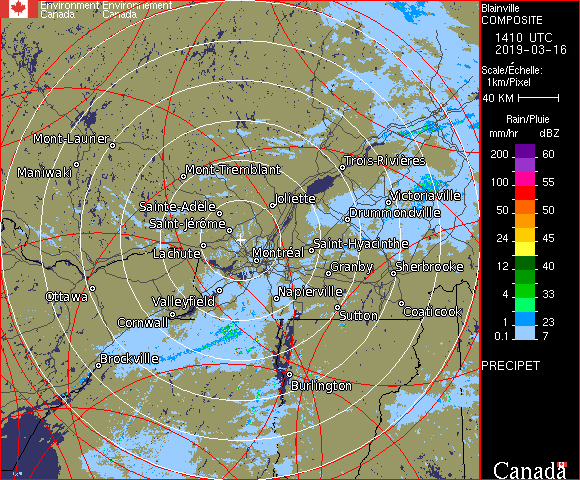 Environment Environnement
Canada Canada
Blainville
COMPOSITE
1410 UTC
2019-03-16
Scale/Échelle:
1km/Pixel
40 KM
Rain/Pluie
mm/hr dBZ
200 60
100 55
50 50
24 45
12 40
4 33
1 23
0.1 7
PRECIPET
Canada
Mont-Laurier
Maniwaki
Mont-Tremblant
Trois-Rivières
Sainte-Adèle
Joliette
Victoriaville
Saint-Jérôme
Drummondville
Lachute
Montréal
Saint-Hyacinthe
Granby
Sherbrooke
Ottawa
Valleyfield
Napierville
Cornwall
Sutton
Coaticook
Brockville
Burlington